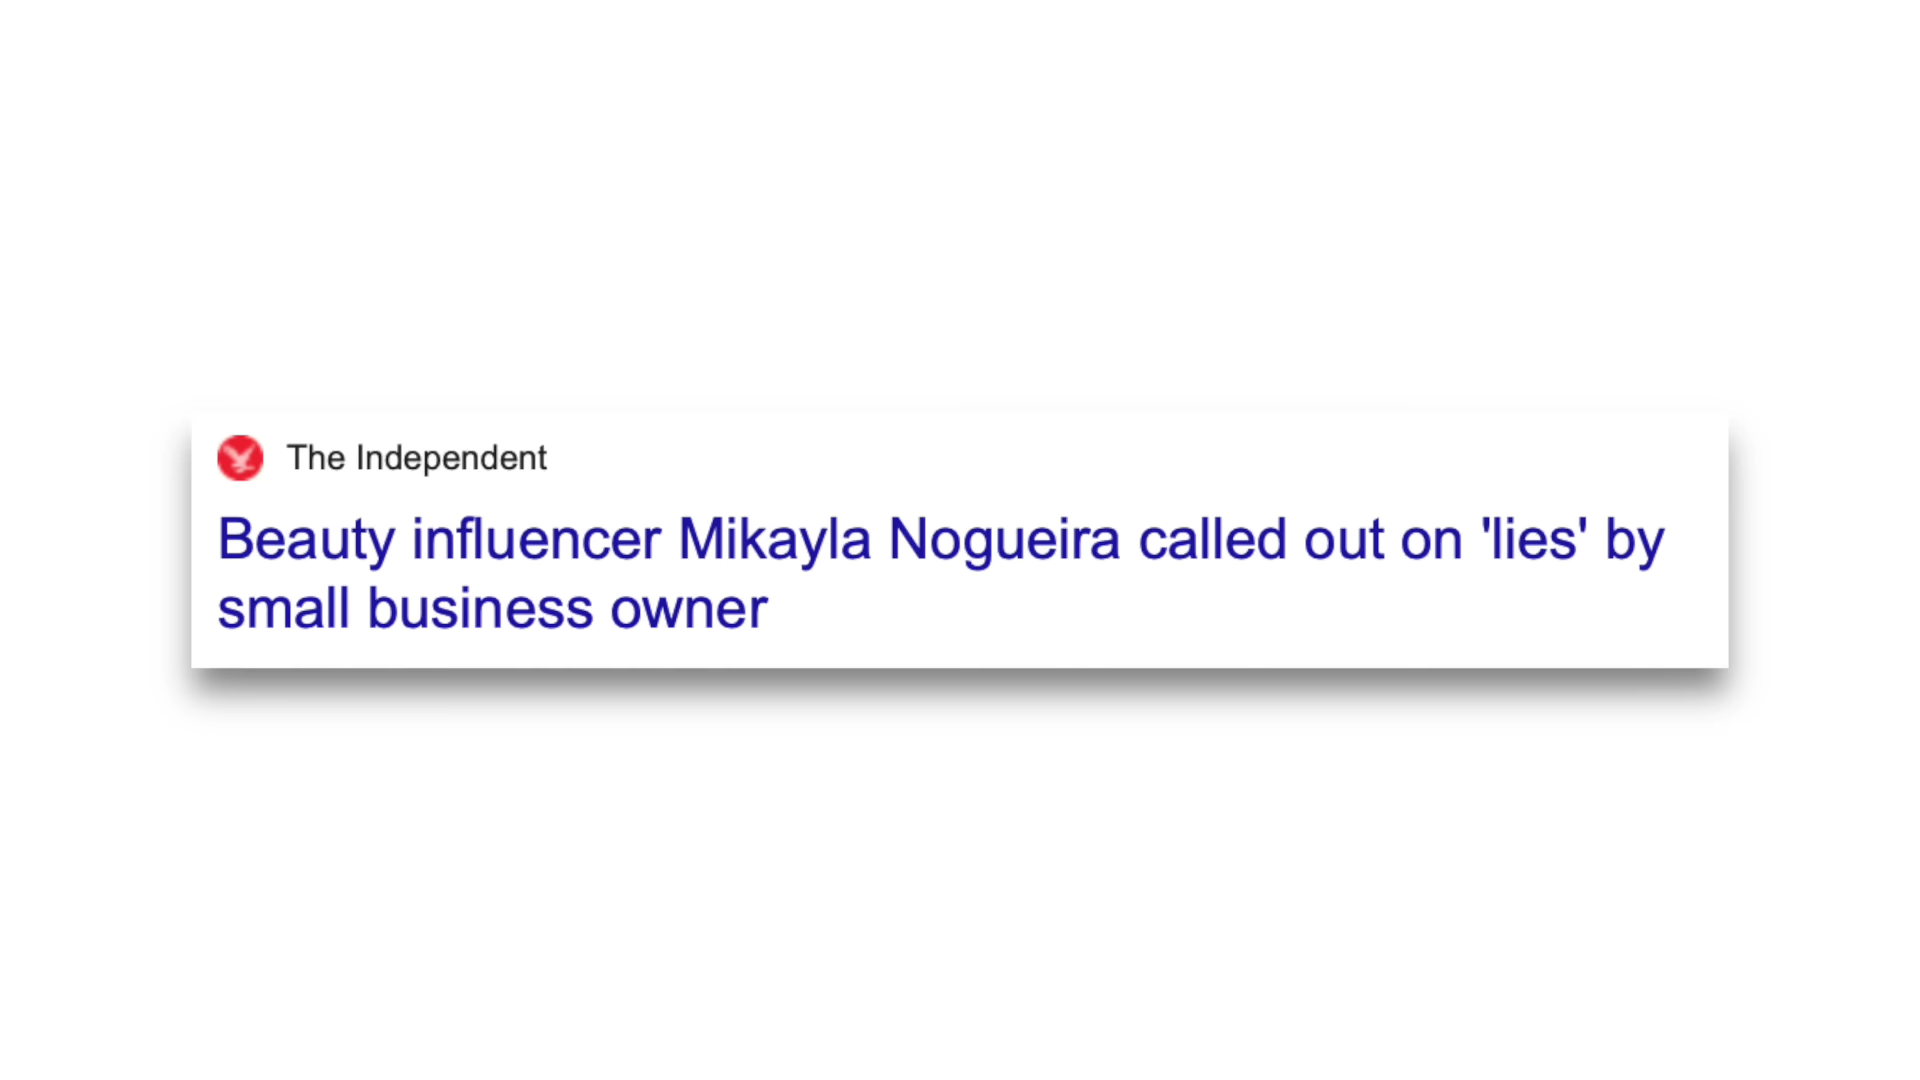 The Independent
Beauty influencer Mikayla Nogueira called out on 'lies' by
small business owner